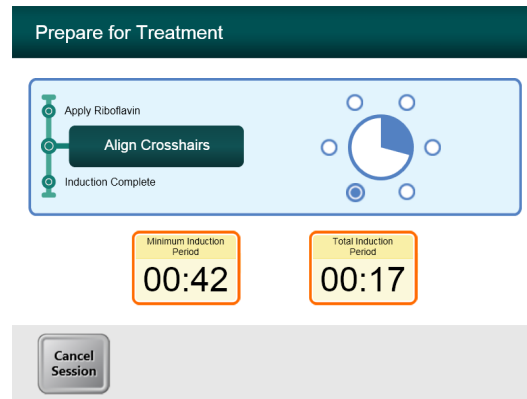 Prepare for Treatment
Apply Riboflavin
Align Crosshairs
Induction Complete
Minimum Induction
Period
00:42
Total Induction
Period
00:17
Cancel
Session